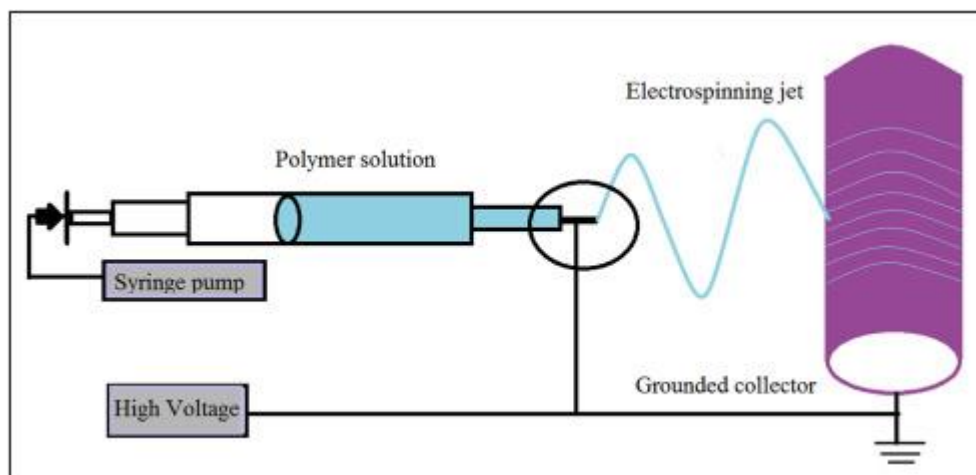 Electrospinning jet
Polymer solution
Syringe pump
Grounded collector
High Voltage